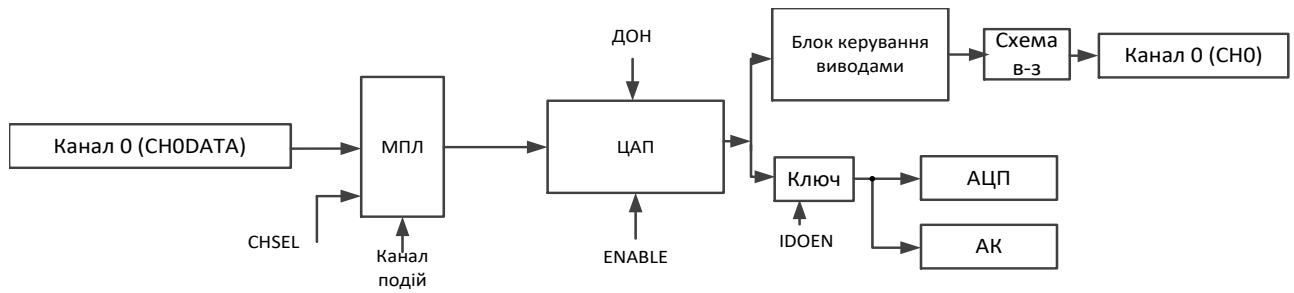 ДОН
Блок керування
виводами
Схема
в-з
Канал 0 (CH0)
Канал 0 (CH0DATA)
МПЛ
ЦАП
Ключ
АЦП
CHSEL
Канал
подій
ENABLE
IDOEN
АК